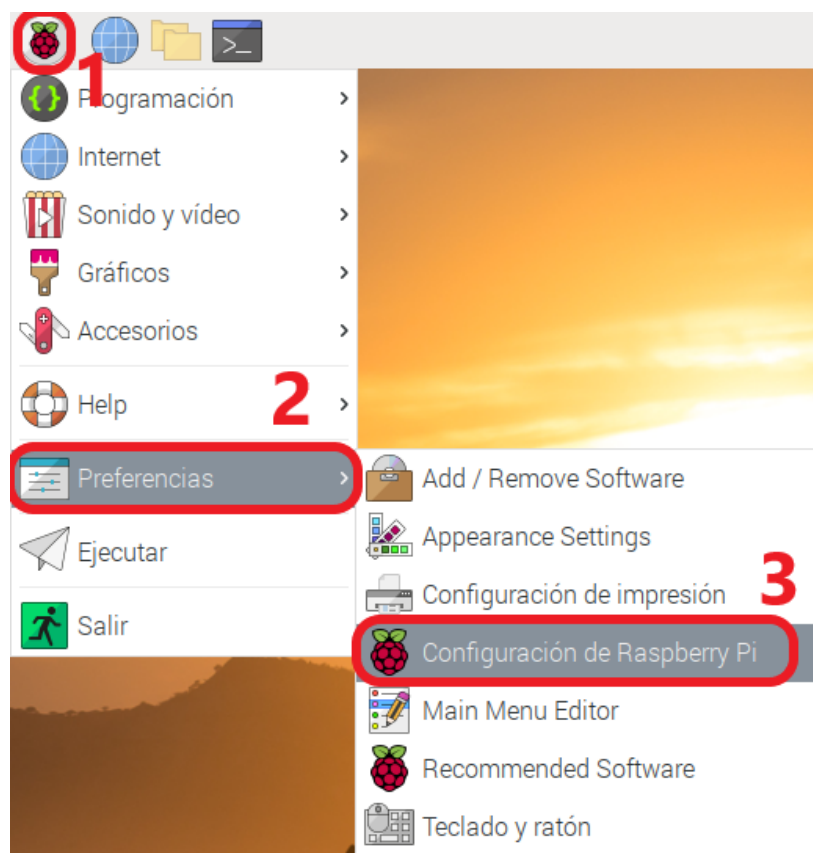 >_
1
Programación
Internet
Sonido y vídeo
Gráficos
Accesorios
Help
2
Preferencias
Ejecutar
Salir
Add / Remove Software
Appearance Settings
Configuración de impresión
3
Configuración de Raspberry Pi
Main Menu Editor
Recommended Software
Teclado y ratón